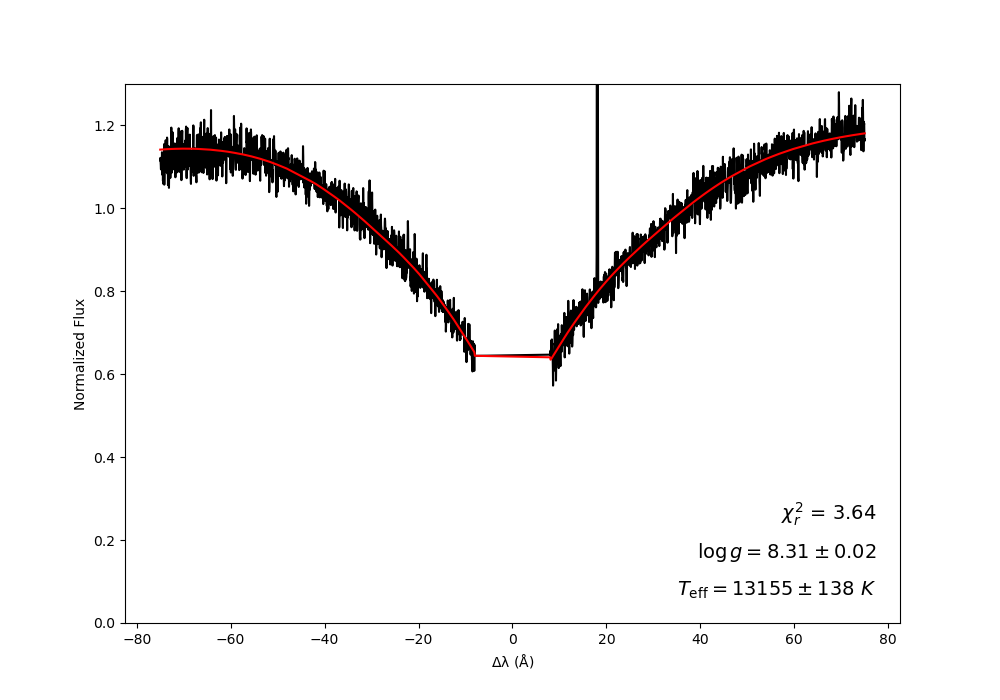 1.2
1.0
0.8
0.6
0.4
0.2
0.0
Normalized Flux
χ²ᵣ = 3.64
log g = 8.31 ± 0.02
T_eff = 13155 ± 138 K
−80 −60 −40 −20 0 20 40 60 80
Δλ (Å)